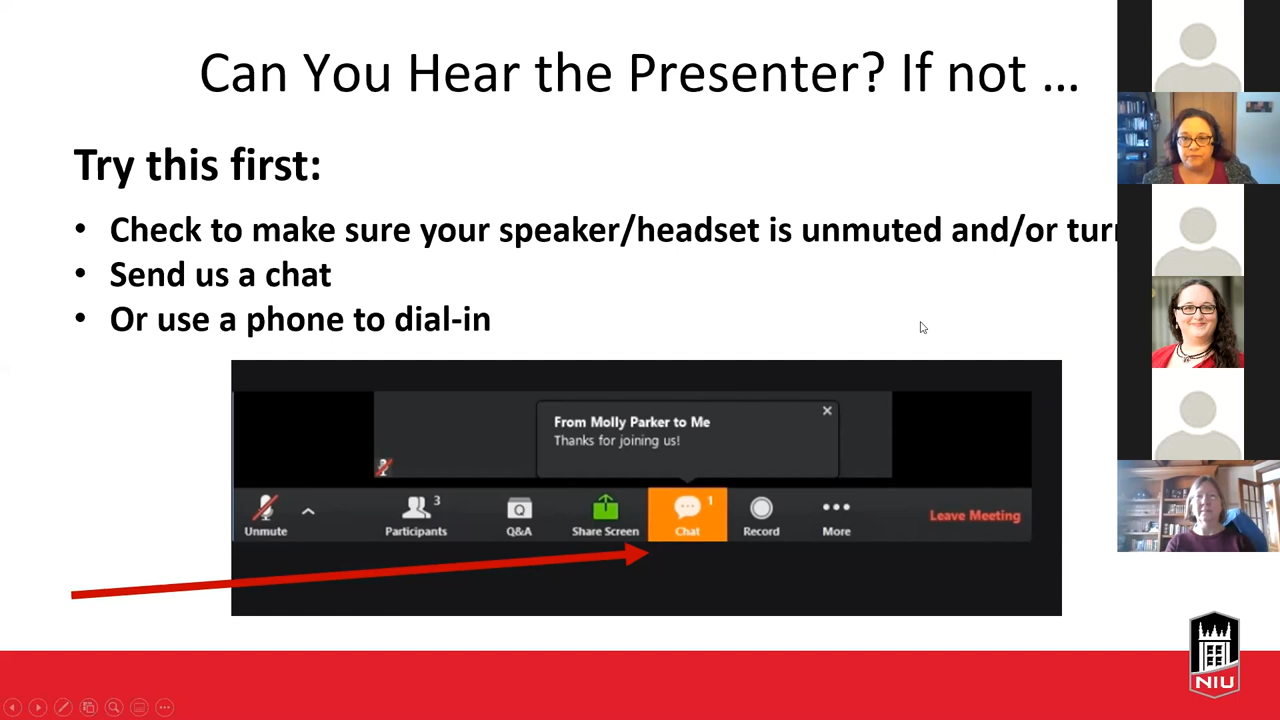 Can You Hear the Presenter? If not ...
Try this first:
• Check to make sure your speaker/headset is unmuted and/or
• Send us a chat
• Or use a phone to dial-in
From Molly Parker to Me
Thanks for joining us!
3
1
Unmute
Participants
Q&A
Share Screen
Chat
Record
More
Leave Meeting
NIU